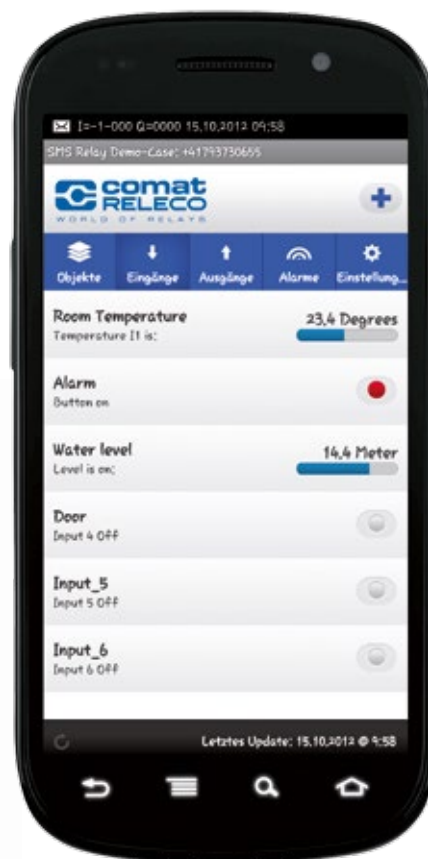 I=-1-000 Q=0000 15.10.2012 09:58
SMS Relay Demo-Case: +41793730655
comat
RELECO
WORLD OF RELAYS
Objekte Eingänge Ausgänge Alarme Einstellung...
Room Temperature
23,4 Degrees
Temperature I1 is:
Alarm
Button on
Water level
14,4 Meter
Level is on:
Door
Input 4 Off
Input_5
Input 5 Off
Input_6
Input 6 Off
Letztes Update: 15.10.2012 @ 9:58